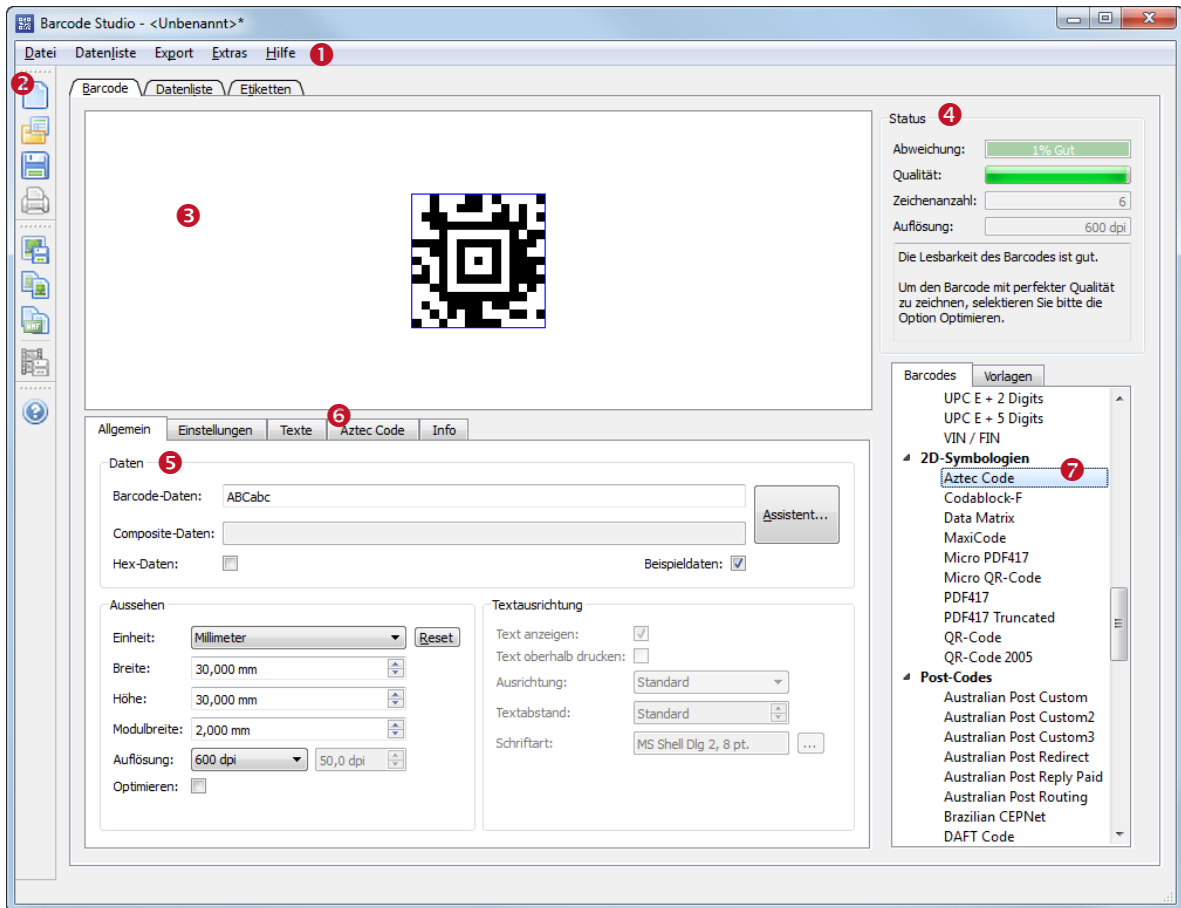 Barcode Studio - <Unbenannt>*
Datei Datenliste Export Extras Hilfe 1
2
Barcode Datenliste Etiketten
3
Status 4
Abweichung: 1% Gut
Qualität:
Zeichenanzahl: 6
Auflösung: 600 dpi
Die Lesbarkeit des Barcodes ist gut.
Um den Barcode mit perfekter Qualität
zu zeichnen, selektieren Sie bitte die
Option Optimieren.
WMF
Allgemein Einstellungen Texte 6 Aztec Code Info
Daten 5
Barcode-Daten: ABCabc
Assistent...
Composite-Daten:
Hex-Daten: Beispieldaten:
Aussehen
Einheit: Millimeter Reset
Breite: 30,000 mm
Höhe: 30,000 mm
Modulbreite: 2,000 mm
Auflösung: 600 dpi 50,0 dpi
Optimieren:
Textausrichtung
Text anzeigen:
Text oberhalb drucken:
Ausrichtung: Standard
Textabstand: Standard
Schriftart: MS Shell Dlg 2, 8 pt. ...
Barcodes Vorlagen
UPC E + 2 Digits
UPC E + 5 Digits
VIN / FIN
2D-Symbologien
Aztec Code 7
Codablock-F
Data Matrix
MaxiCode
Micro PDF417
Micro QR-Code
PDF417
PDF417 Truncated
QR-Code
QR-Code 2005
Post-Codes
Australian Post Custom
Australian Post Custom2
Australian Post Custom3
Australian Post Redirect
Australian Post Reply Paid
Australian Post Routing
Brazilian CEPNet
DAFT Code